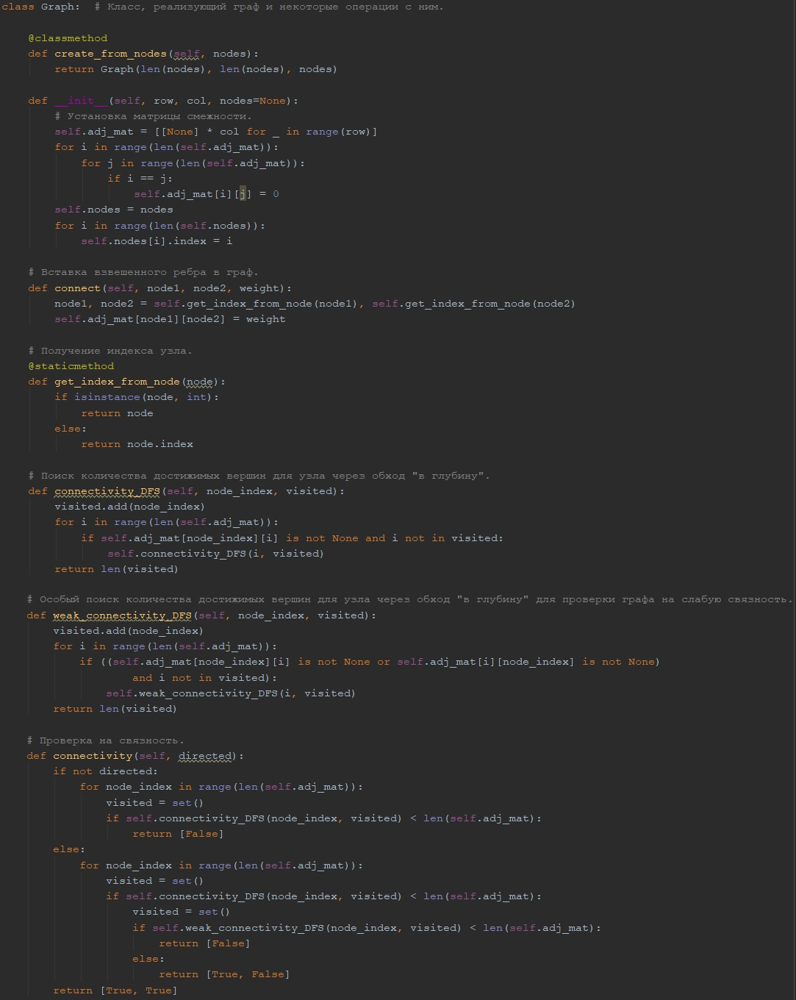 class Graph:  # Класс, реализующий граф и некоторые операции с ним.

    @classmethod
    def create_from_nodes(self, nodes):
        return Graph(len(nodes), len(nodes), nodes)

    def __init__(self, row, col, nodes=None):
        # Установка матрицы смежности.
        self.adj_mat = [[None] * col for _ in range(row)]
        for i in range(len(self.adj_mat)):
            for j in range(len(self.adj_mat)):
                if i == j:
                    self.adj_mat[i][j] = 0
        self.nodes = nodes
        for i in range(len(self.nodes)):
            self.nodes[i].index = i

    # Вставка взвешенного ребра в граф.
    def connect(self, node1, node2, weight):
        node1, node2 = self.get_index_from_node(node1), self.get_index_from_node(node2)
        self.adj_mat[node1][node2] = weight

    # Получение индекса узла.
    @staticmethod
    def get_index_from_node(node):
        if isinstance(node, int):
            return node
        else:
            return node.index

    # Поиск количества достижимых вершин для узла через обход "в глубину".
    def connectivity_DFS(self, node_index, visited):
        visited.add(node_index)
        for i in range(len(self.adj_mat)):
            if self.adj_mat[node_index][i] is not None and i not in visited:
                self.connectivity_DFS(i, visited)
        return len(visited)

    # Особый поиск количества достижимых вершин для узла через обход "в глубину" для проверки графа на слабую связность.
    def weak_connectivity_DFS(self, node_index, visited):
        visited.add(node_index)
        for i in range(len(self.adj_mat)):
            if ((self.adj_mat[node_index][i] is not None or self.adj_mat[i][node_index] is not None)
                    and i not in visited):
                self.weak_connectivity_DFS(i, visited)
        return len(visited)

    # Проверка на связность.
    def connectivity(self, directed):
        if not directed:
            for node_index in range(len(self.adj_mat)):
                visited = set()
                if self.connectivity_DFS(node_index, visited) < len(self.adj_mat):
                    return [False]
        else:
            for node_index in range(len(self.adj_mat)):
                visited = set()
                if self.connectivity_DFS(node_index, visited) < len(self.adj_mat):
                    visited = set()
                    if self.weak_connectivity_DFS(node_index, visited) < len(self.adj_mat):
                        return [False]
                    else:
                        return [True, False]
        return [True, True]